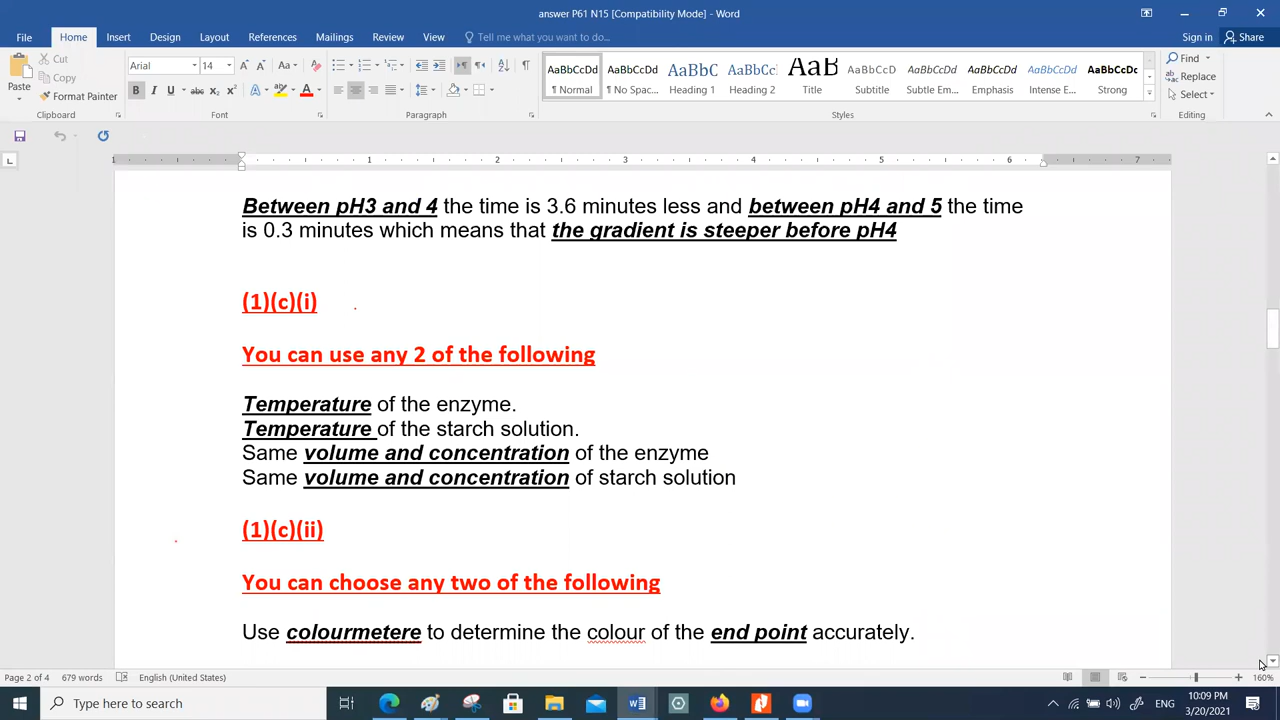 answer P61 N15 [Compatibility Mode] - Word
File Home Insert Design Layout References Mailings Review View Tell me what you want to do... Sign in Share
Cut
Copy
Paste
Format Painter
Clipboard
Arial 14
Font
Paragraph
AaBbCcDd AaBbCcDd AaBbC AaBbCc AaB AaBbCcD AaBbCcDd AaBbCcDd AaBbCcDd AaBbCcDc
¶ Normal ¶ No Spac... Heading 1 Heading 2 Title Subtitle Subtle Em... Emphasis Intense E... Strong
Styles
Find
Replace
Select
Editing
1 1 2 3 4 5 6 7
Between pH3 and 4 the time is 3.6 minutes less and between pH4 and 5 the time
is 0.3 minutes which means that the gradient is steeper before pH4
(1)(c)(i)
You can use any 2 of the following
Temperature of the enzyme.
Temperature of the starch solution.
Same volume and concentration of the enzyme
Same volume and concentration of starch solution
(1)(c)(ii)
You can choose any two of the following
Use colourmetere to determine the colour of the end point accurately.
Page 2 of 4 679 words English (United States) 160%
Type here to search
10:09 PM
3/20/2021